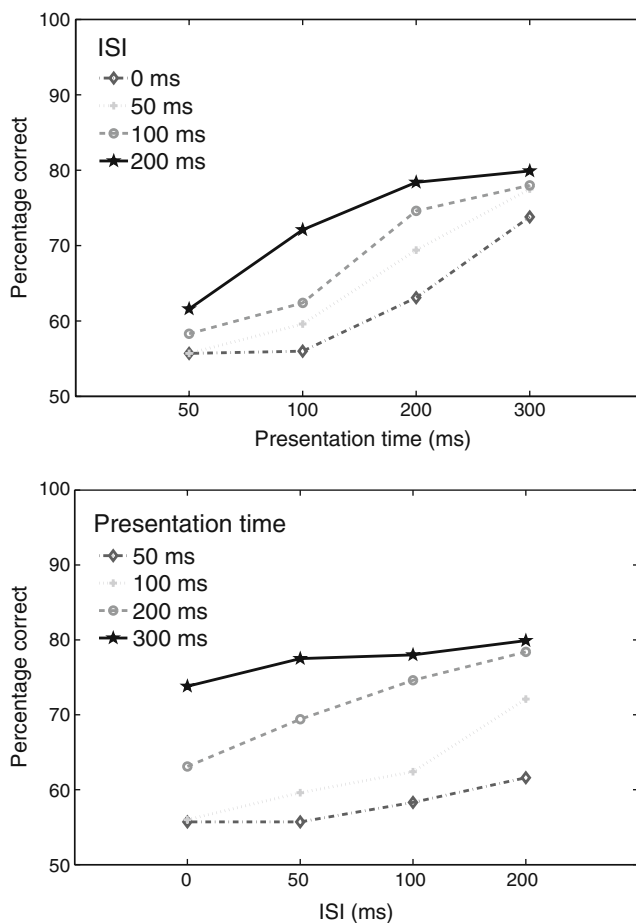 100
90
80
70
60
50
Percentage correct
ISI
0 ms
50 ms
100 ms
200 ms
50 100 200 300
Presentation time (ms)
100
90
80
70
60
50
Percentage correct
Presentation time
50 ms
100 ms
200 ms
300 ms
0 50 100 200
ISI (ms)